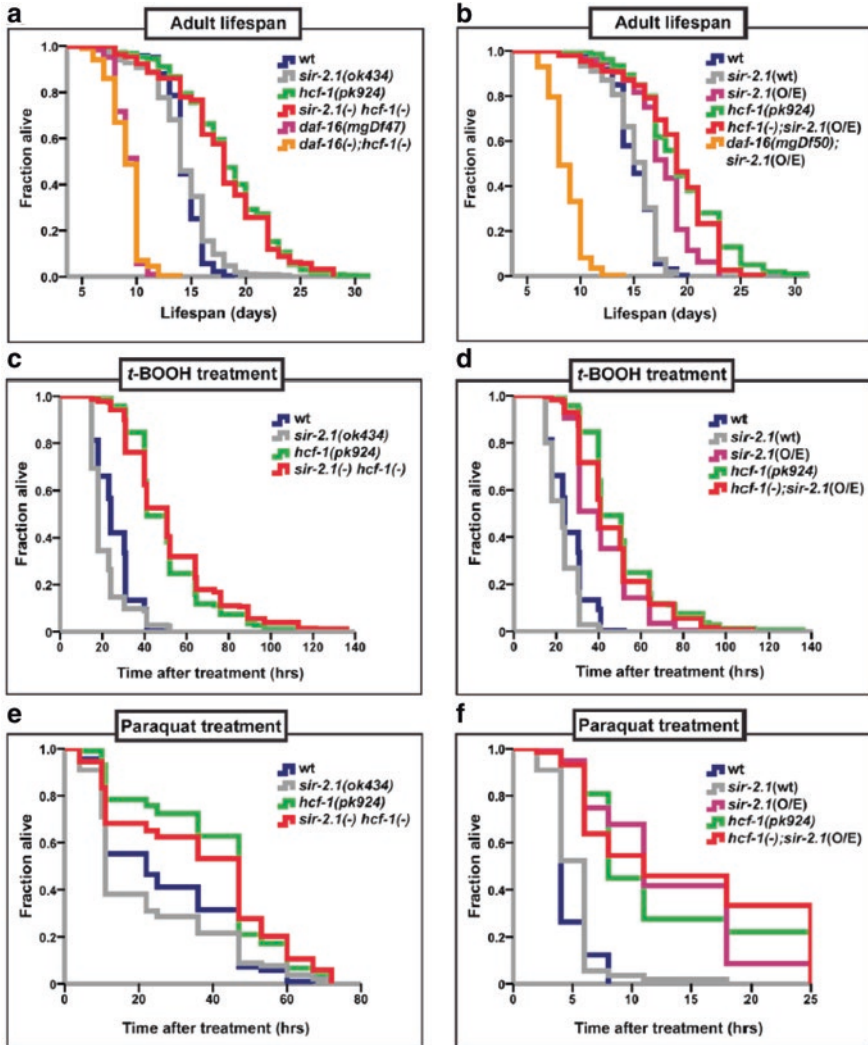 a
Adult lifespan
Fraction alive
1.0
0.8
0.6
0.4
0.2
0.0
wt
sir-2.1(ok434)
hcf-1(pk924)
sir-2.1(-) hcf-1(-)
daf-16(mgDf47)
daf-16(-);hcf-1(-)
5 10 15 20 25 30
Lifespan (days)
b
Adult lifespan
Fraction alive
1.0
0.8
0.6
0.4
0.2
0.0
wt
sir-2.1(wt)
sir-2.1(O/E)
hcf-1(pk924)
hcf-1(-);sir-2.1(O/E)
daf-16(mgDf50);
sir-2.1(O/E)
5 10 15 20 25 30
Lifespan (days)
c
t-BOOH treatment
Fraction alive
1.0
0.8
0.6
0.4
0.2
0
wt
sir-2.1(ok434)
hcf-1(pk924)
sir-2.1(-) hcf-1(-)
0 20 40 60 80 100 120 140
Time after treatment (hrs)
d
t-BOOH treatment
Fraction alive
1.0
0.8
0.6
0.4
0.2
0
wt
sir-2.1(wt)
sir-2.1(O/E)
hcf-1(pk924)
hcf-1(-);sir-2.1(O/E)
0 20 40 60 80 100 120 140
Time after treatment (hrs)
e
Paraquat treatment
Fraction alive
1.0
0.8
0.6
0.4
0.2
0
wt
sir-2.1(ok434)
hcf-1(pk924)
sir-2.1(-) hcf-1(-)
0 20 40 60 80
Time after treatment (hrs)
f
Paraquat treatment
Fraction alive
1.0
0.8
0.6
0.4
0.2
0
wt
sir-2.1(wt)
sir-2.1(O/E)
hcf-1(pk924)
hcf-1(-);sir-2.1(O/E)
0 5 10 15 20 25
Time after treatment (hrs)